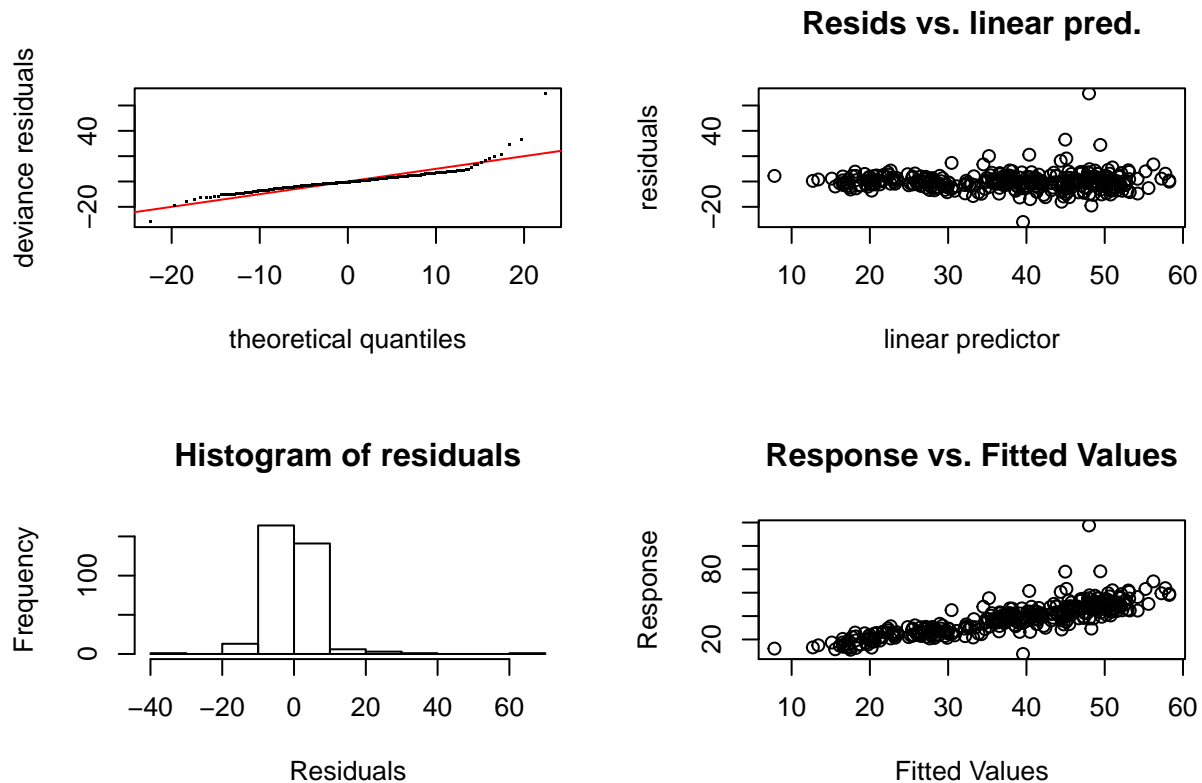 deviance residuals
−20
40
−20
−10
0
10
20
theoretical quantiles
Resids vs. linear pred.
residuals
−20
40
10
20
30
40
50
60
linear predictor
Histogram of residuals
Frequency
0
100
−40
−20
0
20
40
60
Residuals
Response vs. Fitted Values
Response
20
80
10
20
30
40
50
60
Fitted Values